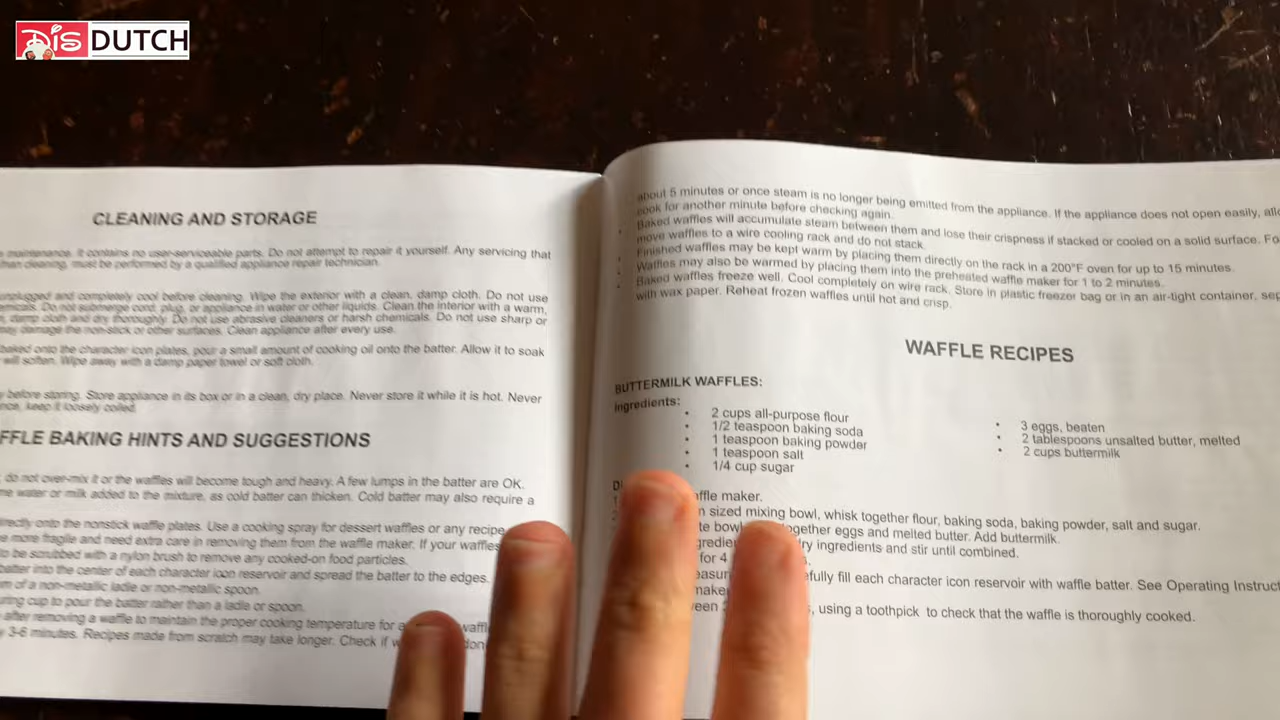 DIS DUTCH
CLEANING AND STORAGE
maintenance. It contains no user-serviceable parts. Do not attempt to repair it yourself. Any servicing that
than cleaning, must be performed by a qualified appliance repair technician.
unplugged and completely cool before cleaning. Wipe the exterior with a clean, damp cloth. Do not use
Do not submerge cord, plug, or appliance in water or other liquids. Clean the interior with a warm,
damp cloth and dry thoroughly. Do not use abrasive cleaners or harsh chemicals. Do not use sharp or
may damage the non-stick or other surfaces. Clean appliance after every use.
baked onto the character icon plates, pour a small amount of cooking oil onto the batter. Allow it to soak
will soften. Wipe away with a damp paper towel or soft cloth.
before storing. Store appliance in its box or in a clean, dry place. Never store it while it is hot. Never
keep it loosely coiled.
FFLE BAKING HINTS AND SUGGESTIONS
do not over-mix it or the waffles will become tough and heavy. A few lumps in the batter are OK.
water or milk added to the mixture, as cold batter can thicken. Cold batter may also require a
onto the nonstick waffle plates. Use a cooking spray for dessert waffles or any recipe
more fragile and need extra care in removing them from the waffle maker. If your waffles
to be scrubbed with a nylon brush to remove any cooked-on food particles.
batter into the center of each character icon reservoir and spread the batter to the edges.
of a non-metallic ladle or non-metallic spoon.
cup to pour the batter rather than a ladle or spoon.
after removing a waffle to maintain the proper cooking temperature for a
3-6 minutes. Recipes made from scratch may take longer. Check if
about 5 minutes or once steam is no longer being emitted from the appliance. If the appliance does not open easily,
cook for another minute before checking again.
• Baked waffles will accumulate steam between them and lose their crispness if stacked or cooled on a solid surface.
move waffles to a wire cooling rack and do not stack.
• Finished waffles may be kept warm by placing them directly on the rack in a 200°F oven for up to 15 minutes.
• Waffles may also be warmed by placing them into the preheated waffle maker for 1 to 2 minutes.
• Baked waffles freeze well. Cool completely on wire rack. Store in plastic freezer bag or in an air-tight container,
with wax paper. Reheat frozen waffles until hot and crisp.
WAFFLE RECIPES
BUTTERMILK WAFFLES:
Ingredients:
• 2 cups all-purpose flour
• 1/2 teaspoon baking soda
• 1 teaspoon baking powder
• 1 teaspoon salt
• 1/4 cup sugar
• 3 eggs, beaten
• 2 tablespoons unsalted butter, melted
• 2 cups buttermilk
maker.
sized mixing bowl, whisk together flour, baking soda, baking powder, salt and sugar.
bowl together eggs and melted butter. Add buttermilk.
ingredients and stir until combined.
for 4
fill each character icon reservoir with waffle batter. See Operating
using a toothpick to check that the waffle is thoroughly cooked.